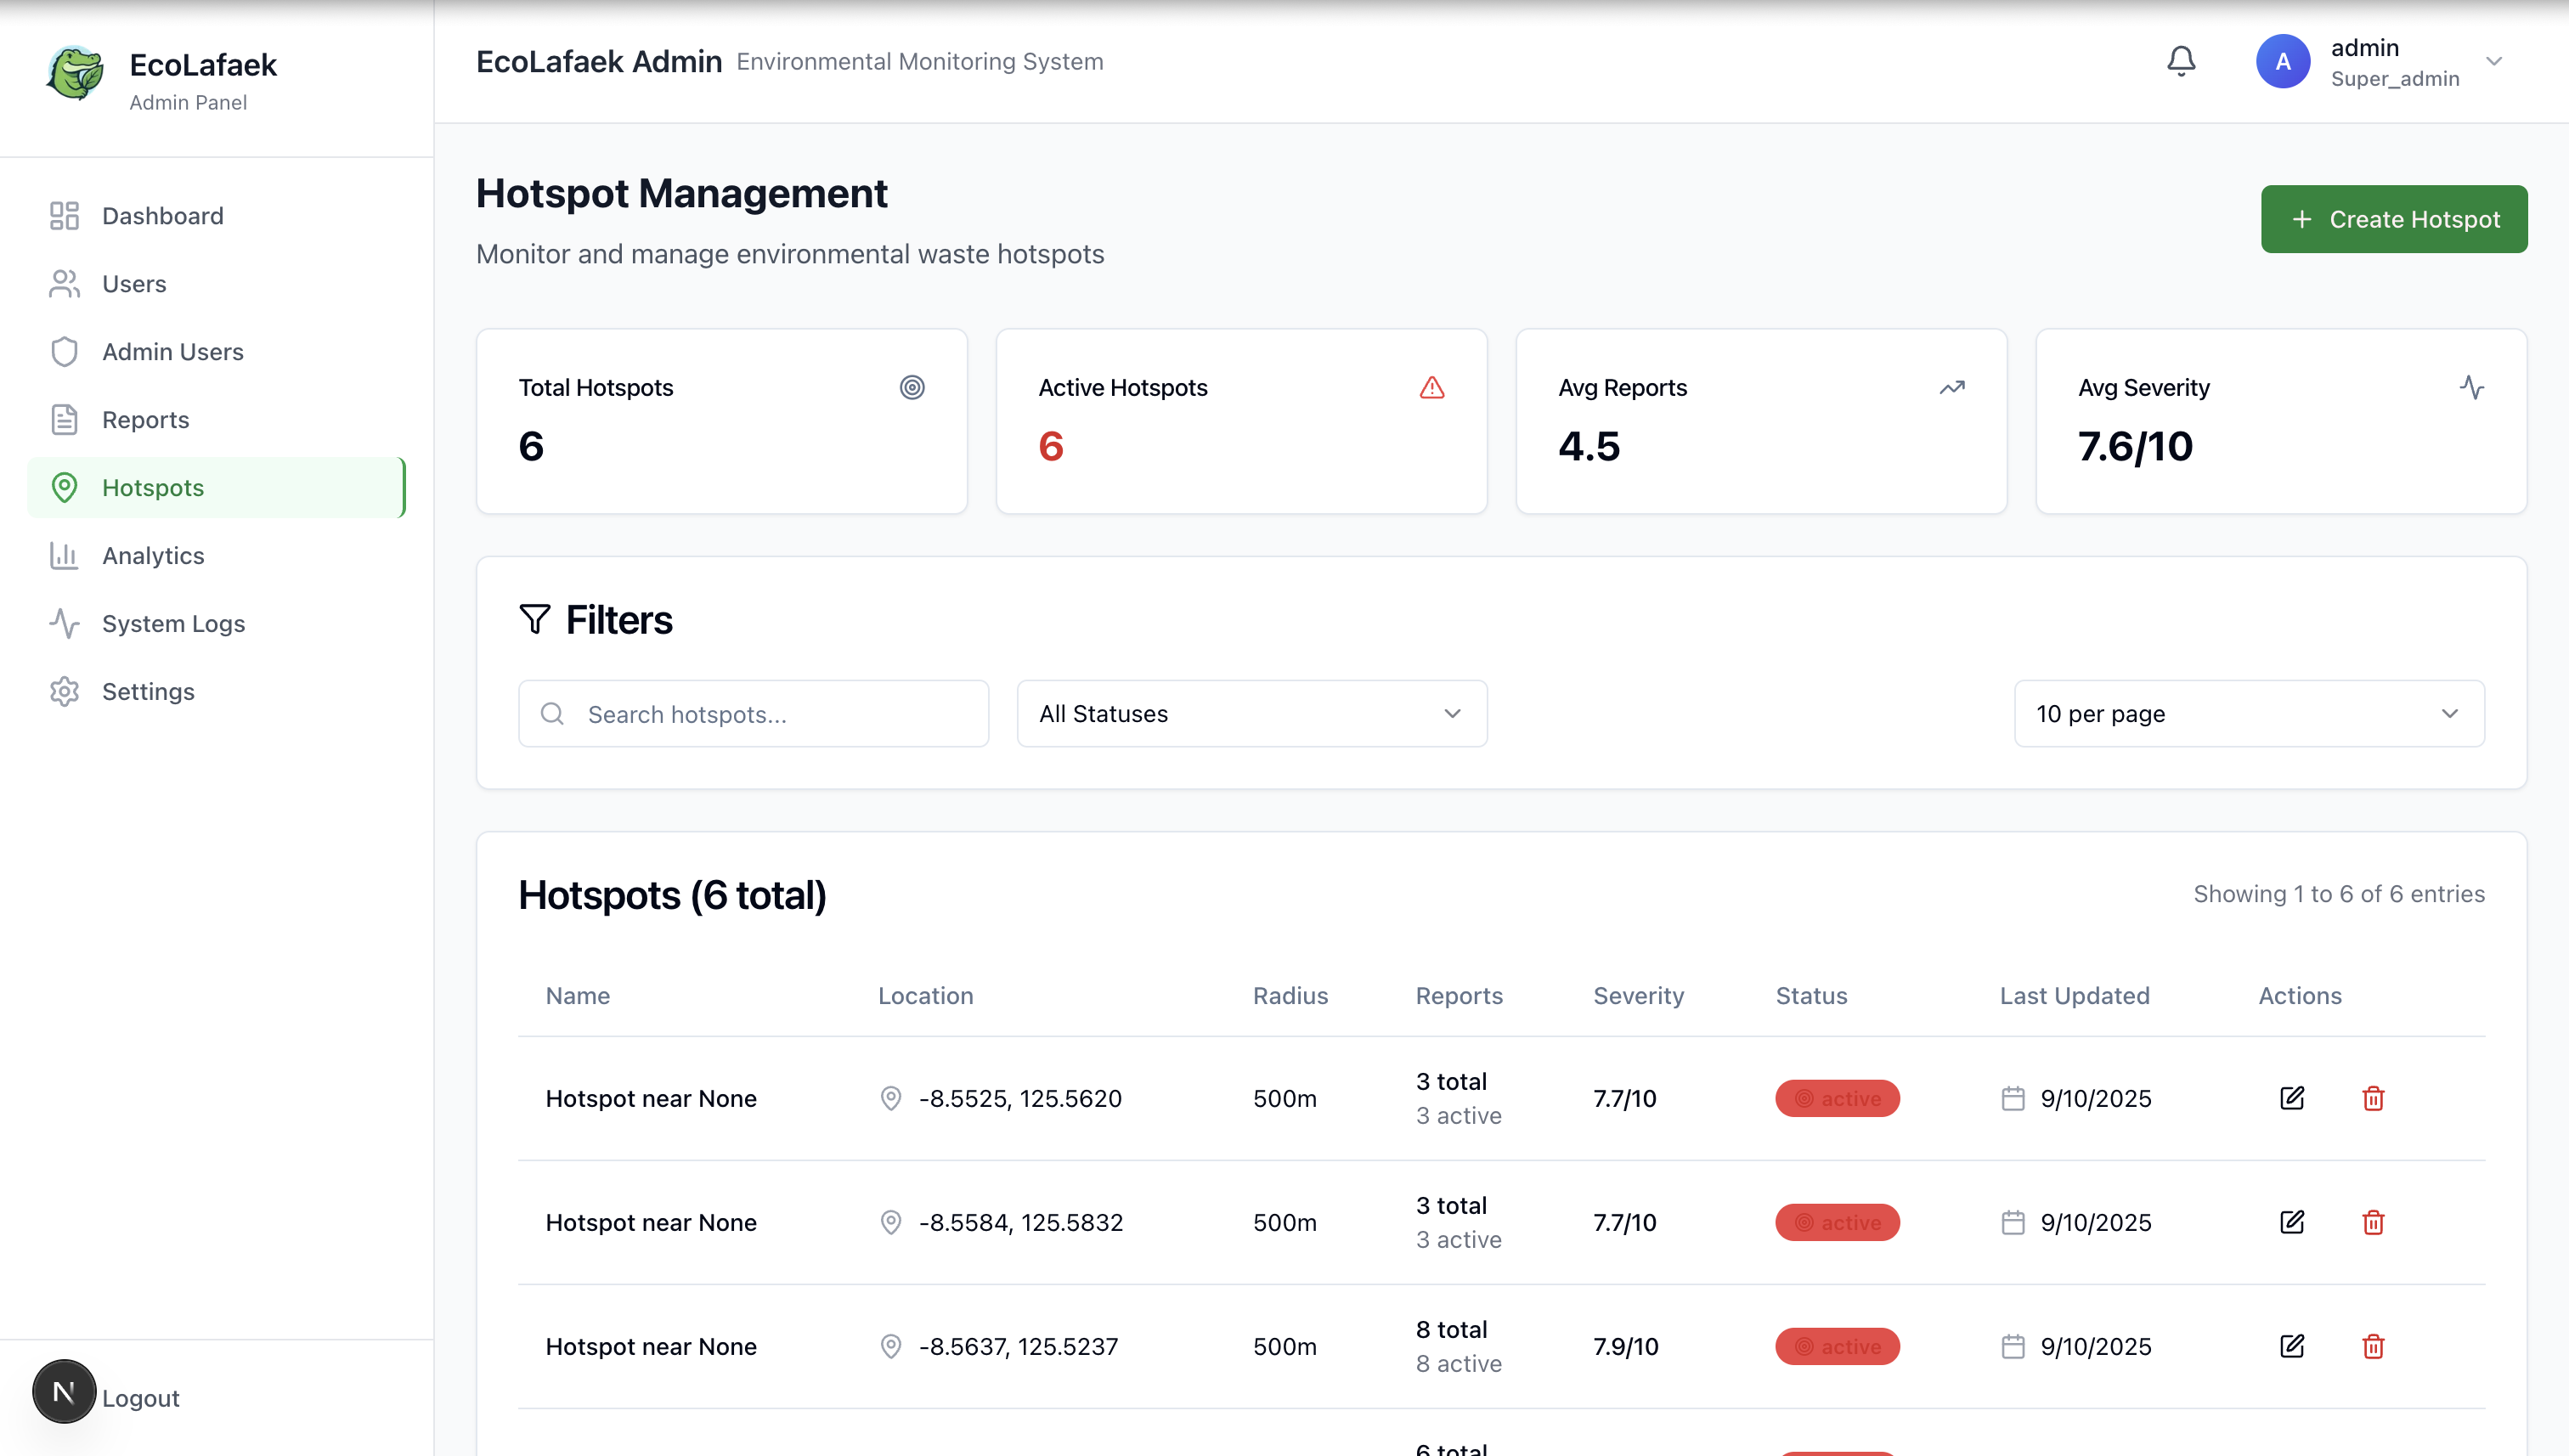 EcoLafaek
Admin Panel
Dashboard
Users
Admin Users
Reports
Hotspots
Analytics
System Logs
Settings
N
Logout
EcoLafaek Admin Environmental Monitoring System
A
admin
Super_admin
Hotspot Management
Monitor and manage environmental waste hotspots
Create Hotspot
Total Hotspots
6
Active Hotspots
6
Avg Reports
4.5
Avg Severity
7.6/10
Filters
Search hotspots...
All Statuses
10 per page
Hotspots (6 total)
Showing 1 to 6 of 6 entries
Name Location Radius Reports Severity Status Last Updated Actions
Hotspot near None -8.5525, 125.5620 500m 3 total 7.7/10 active 9/10/2025
3 active
Hotspot near None -8.5584, 125.5832 500m 3 total 7.7/10 active 9/10/2025
3 active
Hotspot near None -8.5637, 125.5237 500m 8 total 7.9/10 active 9/10/2025
8 active
6 total